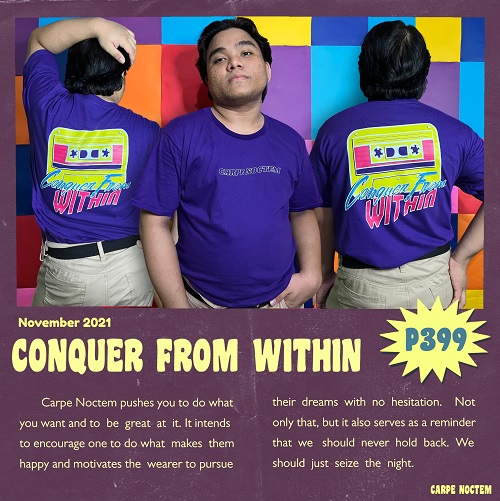 Conquer From
WITHIN
CARPE NOCTEM
Conquer From
WITHIN
November 2021
CONQUER FROM WITHIN
P399
Carpe Noctem pushes you to do what
you want and to be great at it. It intends
to encourage one to do what makes them
happy and motivates the wearer to pursue
their dreams with no hesitation. Not
only that, but it also serves as a reminder
that we should never hold back. We
should just seize the night.
CARPE NOCTEM